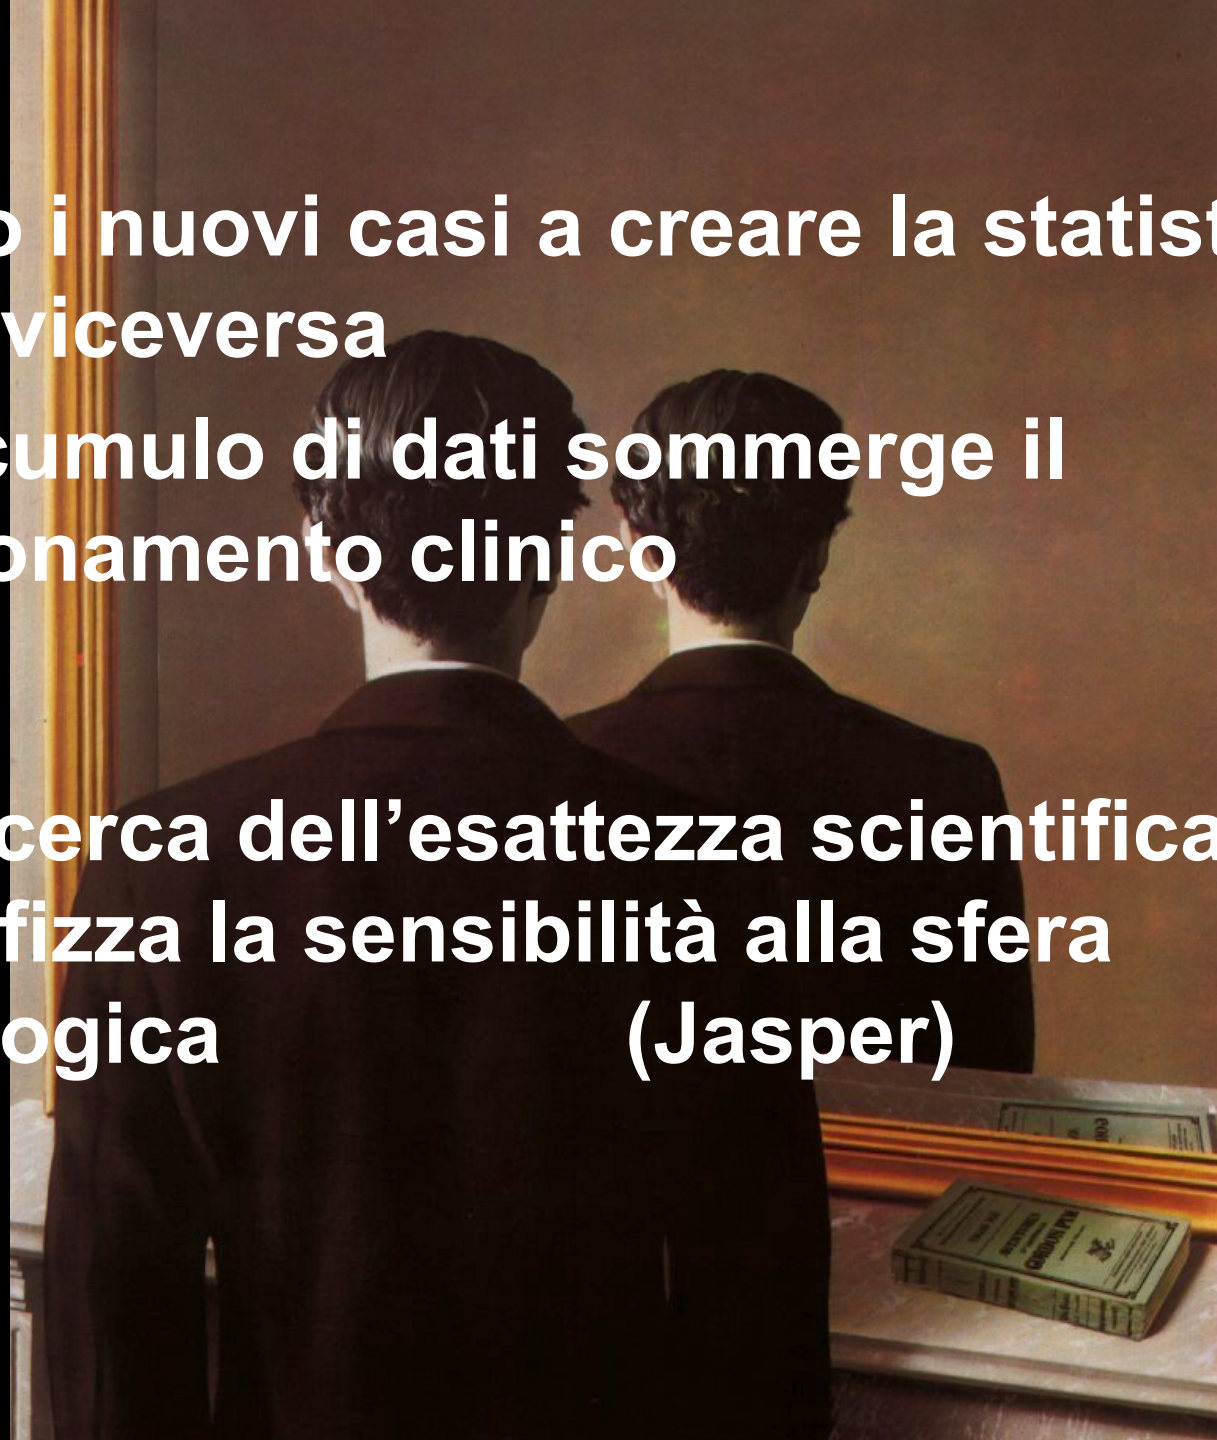 o i nuovi casi a creare la statist
viceversa
cumulo di dati sommerge il
onamento clinico
cerca dell’esattezza scientifica
fizza la sensibilità alla sfera
ogica (Jasper)